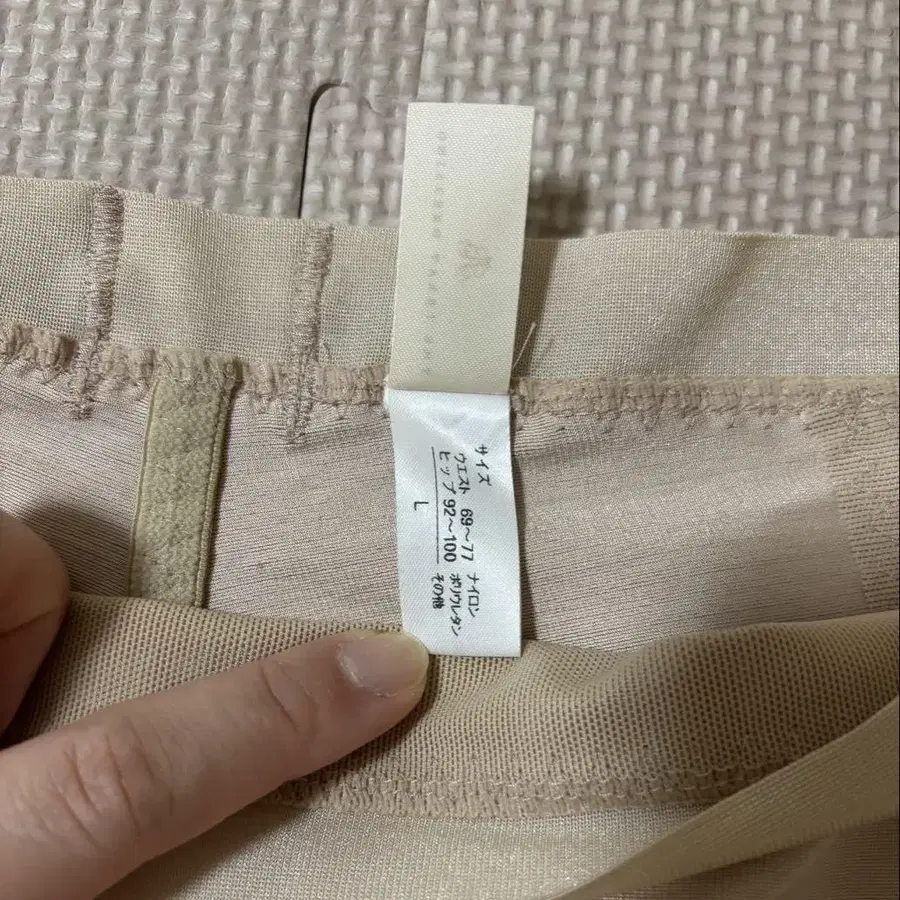 サイズ
ウエスト 69〜77
ヒップ 92〜100
L
ナイロン
ポリウレタン
その他